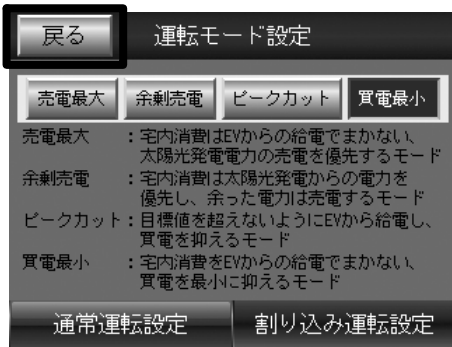 戻る 運転モード設定
売電最大 余剰売電 ピークカット 買電最小
売電最大 ：宅内消費はEVからの給電でまかない、
太陽光発電電力の売電を優先するモード
余剰売電 ：宅内消費は太陽光発電からの電力を
優先し、余った電力は売電するモード
ピークカット：目標値を超えないようにEVから給電し、
買電を抑えるモード
買電最小 ：宅内消費をEVからの給電でまかない、
買電を最小に抑えるモード
通常運転設定 割り込み運転設定